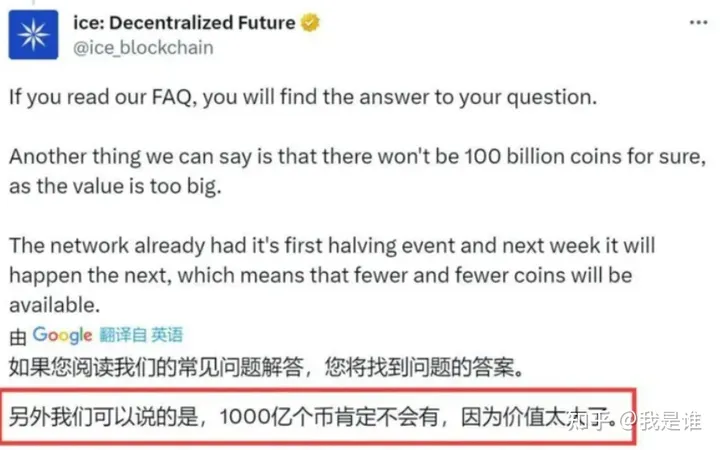 ice: Decentralized Future
@ice_blockchain
If you read our FAQ, you will find the answer to your question.
Another thing we can say is that there won't be 100 billion coins for sure,
as the value is too big.
The network already had it's first halving event and next week it will
happen the next, which means that fewer and fewer coins will be
available.
由 Google 翻译自 英语
如果您阅读我们的常见问题解答，您将找到问题的答案。
另外我们可以说的是，1000亿个币肯定不会有，因为价值太大了。
知乎 @我是谁